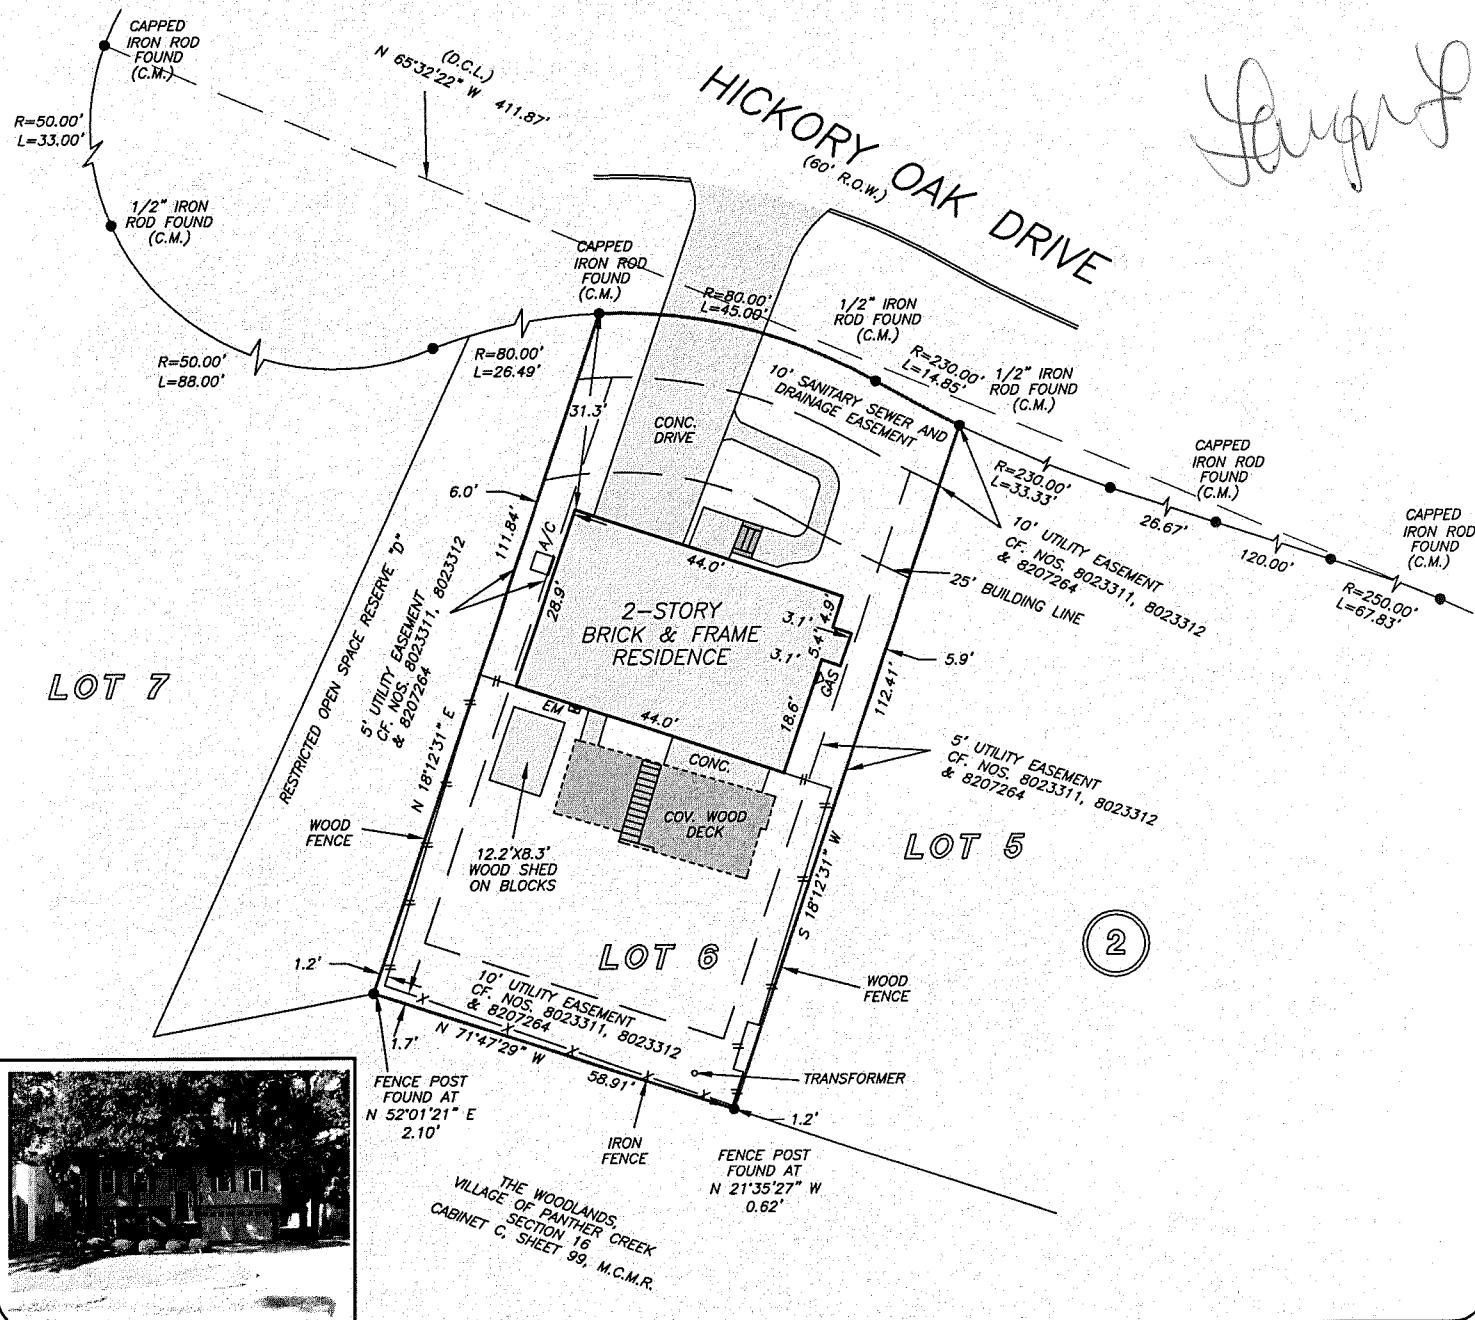 CAPPED
IRON ROD
FOUND
(C.M.)
(D.C.L.)
N 65°32'22" W 411.87'
HICKORY OAK DRIVE
(60' R.O.W.)
R=50.00'
L=33.00'
1/2" IRON
ROD FOUND
(C.M.)
CAPPED
IRON ROD
FOUND
(C.M.)
R=80.00'
L=45.00'
1/2" IRON
ROD FOUND
(C.M.)
R=230.00'
L=14.85'
1/2" IRON
ROD FOUND
(C.M.)
R=50.00'
L=88.00'
R=80.00'
L=26.49'
31.3'
CONC.
DRIVE
10' SANITARY SEWER AND
DRAINAGE EASEMENT
R=230.00'
L=33.33'
26.67'
CAPPED
IRON ROD
FOUND
(C.M.)
120.00'
CAPPED
IRON ROD
FOUND
(C.M.)
R=250.00'
L=67.83'
6.0'
111.84'
A/C
10' UTILITY EASEMENT
CF. NOS. 8023311, 8023312
& 8207264
25' BUILDING LINE
44.0'
28.9'
2-STORY
BRICK & FRAME
RESIDENCE
4.9'
3.1'
5.4'
3.1'
GAS
18.6'
5.9'
112.41'
LOT 7
RESTRICTED OPEN SPACE RESERVE "D"
5' UTILITY EASEMENT
CF. NOS. 8023311, 8023312
& 8207264
N 18°12'31" E
EM
44.0'
CONC.
COV. WOOD
DECK
5' UTILITY EASEMENT
CF. NOS. 8023311, 8023312
& 8207264
WOOD
FENCE
12.2'X8.3'
WOOD SHED
ON BLOCKS
LOT 5
S 18°12'31" W
2
LOT 6
WOOD
FENCE
1.2'
10' UTILITY EASEMENT
CF. NOS. 8023311, 8023312
& 8207264
1.7'
N 71°47'29" W
58.91'
TRANSFORMER
1.2'
FENCE POST
FOUND AT
N 52°01'21" E
2.10'
IRON
FENCE
FENCE POST
FOUND AT
N 21°35'27" W
0.62'
THE WOODLANDS,
VILLAGE OF PANTHER CREEK
SECTION 16
CABINET C, SHEET 99, M.C.M.R.